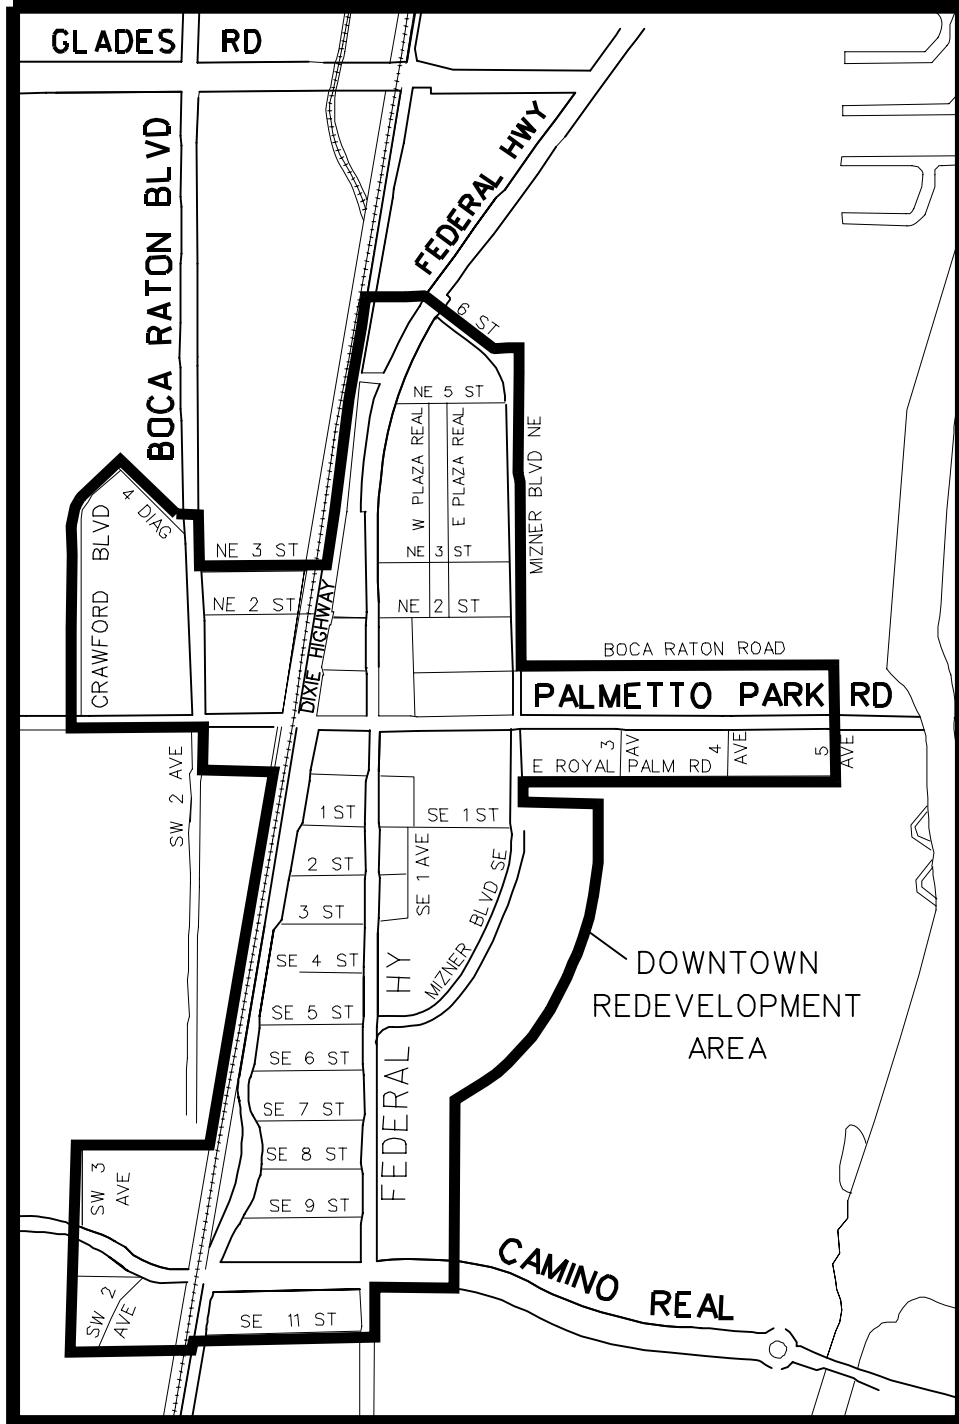 GLADES RD
BOCA RATON BLVD
FEDERAL HWY
6 ST
NE 5 ST
W PLAZA REAL
E PLAZA REAL
MIZNER BLVD NE
4 DIAG
CRAWFORD BLVD
NE 3 ST
NE 3 ST
NE 2 ST
NE 2 ST
DIXIE HIGHWAY
BOCA RATON ROAD
PALMETTO PARK RD
3 AV
4 AVE
5 AVE
E ROYAL PALM RD
SW 2 AVE
1 ST
SE 1 ST
2 ST
SE 1 AVE
MIZNER BLVD SE
3 ST
SE 4 ST
FEDERAL HY
DOWNTOWN
REDEVELOPMENT
AREA
SE 5 ST
SE 6 ST
SE 7 ST
SE 8 ST
SW 3
AVE
SE 9 ST
CAMINO REAL
SW 2
AVE
SE 11 ST